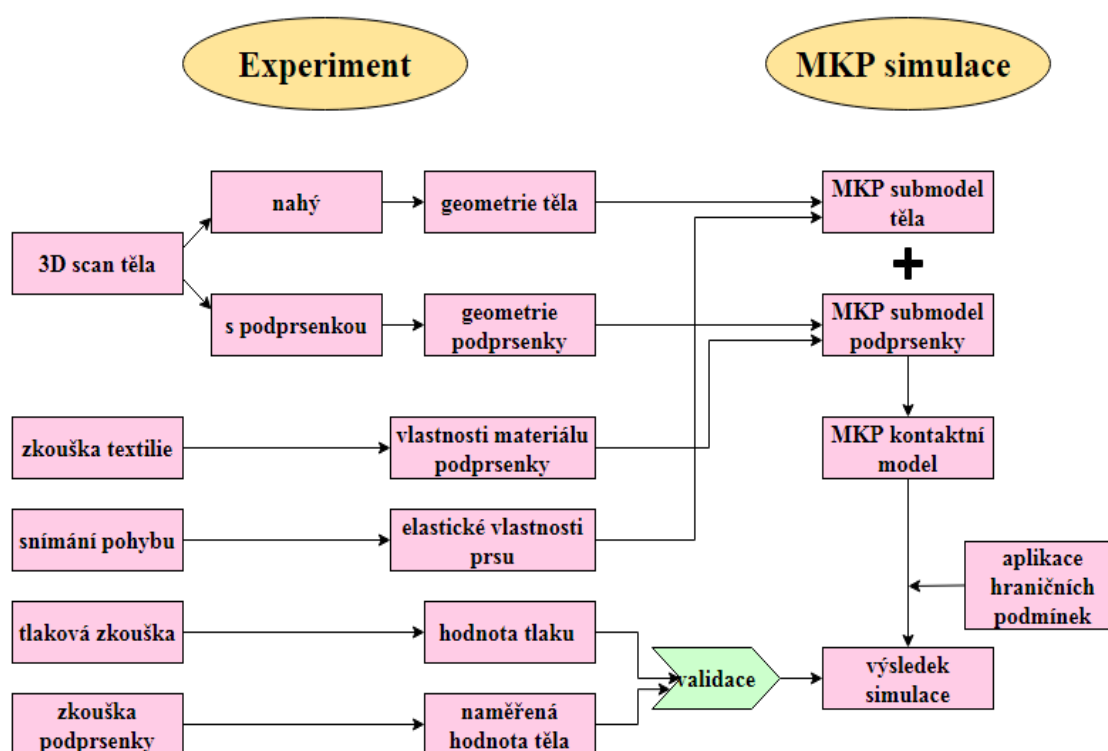 Experiment
MKP simulace
nahý
geometrie těla
MKP submodel
těla
3D scan těla
s podprsenkou
geometrie
podprsenky
MKP submodel
podprsenky
zkouška textilie
vlastnosti materiálu
podprsenky
MKP kontaktní
model
snímání pohybu
elastické vlastnosti
prsu
aplikace
hraničních
podmínek
tlaková zkouška
hodnota tlaku
validace
výsledek
simulace
zkouška
podprsenky
naměřená
hodnota těla